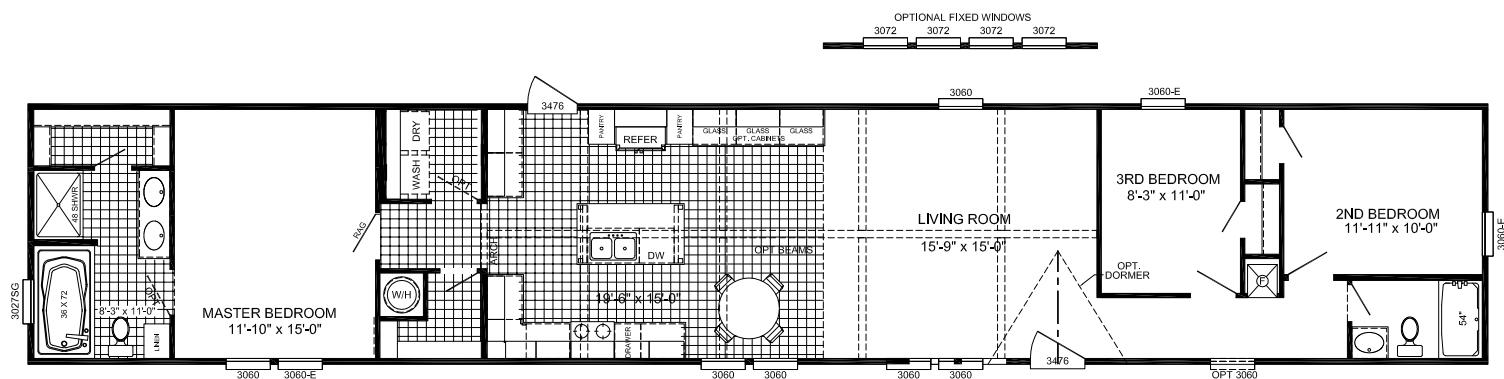 OPTIONAL FIXED WINDOWS
3072 3072 3072 3072
3476
3060
3060-E
DRY
WASH
OPT
PANTRY
REFER
PANTRY
GLASS GLASS GLASS
OPT. CABINETS
48 SHWR
RAG
ARCH
3RD BEDROOM
8'-3" x 11'-0"
LIVING ROOM
15'-9" x 15'-0"
2ND BEDROOM
11'-11" x 10'-0"
3060-E
OPT BEAMS
DW
OPT.
DORMER
F
3027SG
36 X 72
OPT
8'-3" x 11'-0"
LINEN
MASTER BEDROOM
11'-10" x 15'-0"
W/H
19'-6" x 15'-0"
DRAWER
54"
3060
3060-E
3060
3060
3060
3060
3476
OPT 3060